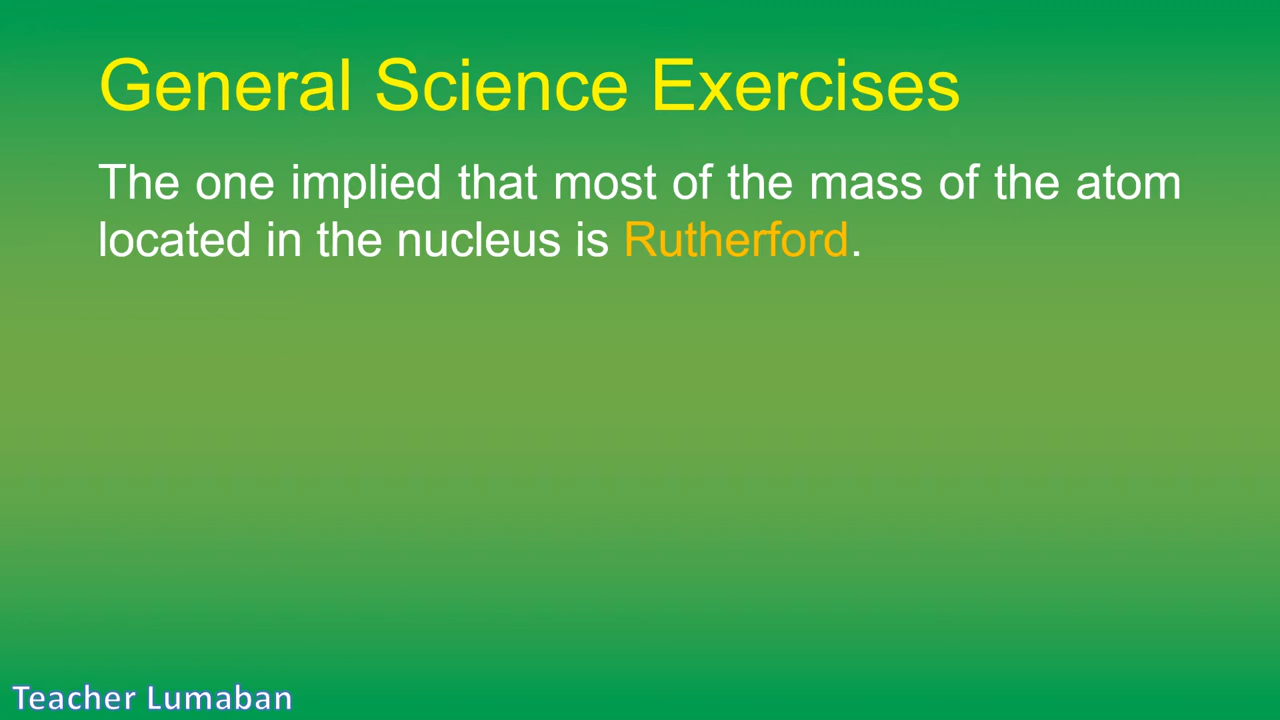 General Science Exercises
The one implied that most of the mass of the atom
located in the nucleus is Rutherford.
Teacher Lumaban